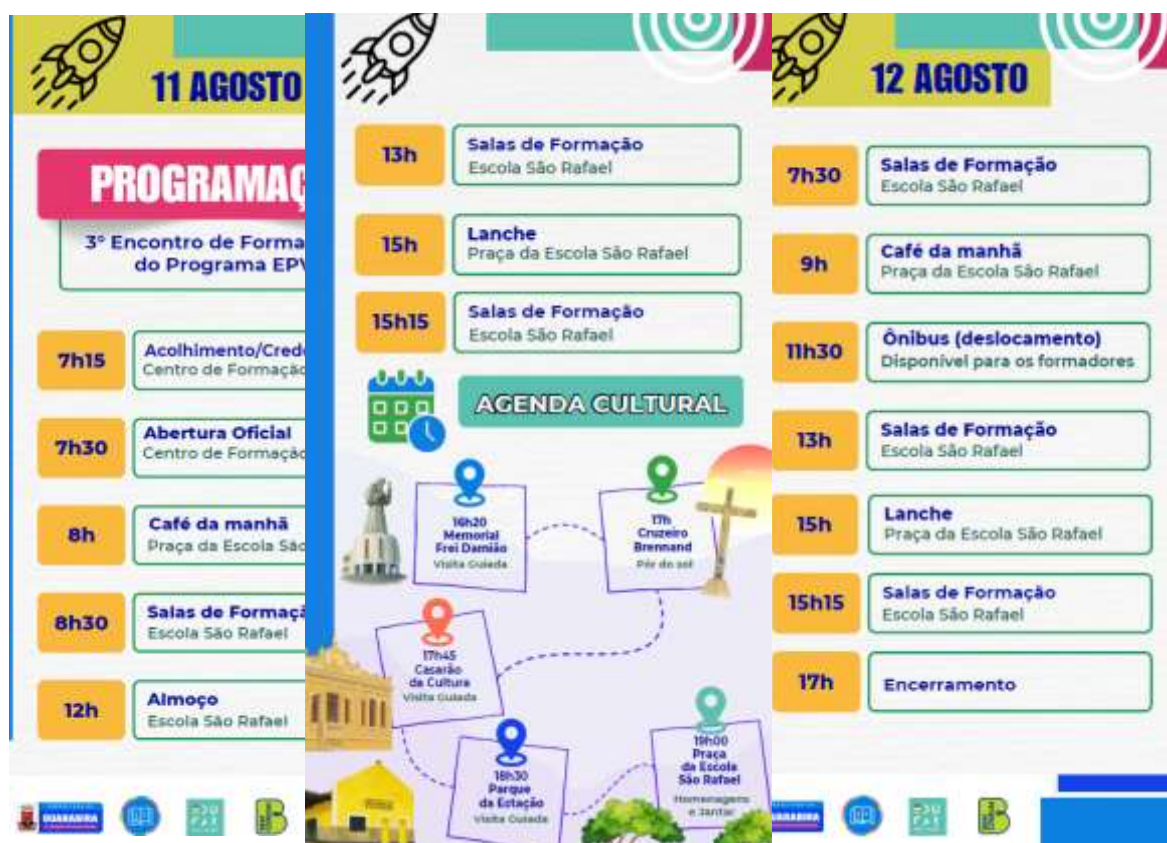 11 AGOSTO
PROGRAMAÇ
3º Encontro de Forma
do Programa EPV
7h15
Acolhimento/Crede
Centro de Formação
7h30
Abertura Oficial
Centro de Formação
8h
Café da manhã
Praça da Escola São
8h30
Salas de Formaçã
Escola São Rafael
12h
Almoço
Escola São Rafael
GUARABIRA
13h
Salas de Formação
Escola São Rafael
15h
Lanche
Praça da Escola São Rafael
15h15
Salas de Formação
Escola São Rafael
AGENDA CULTURAL
16h20
Memorial
Frei Damião
Visita Guiada
17h
Cruzeiro
Brennand
Pôr do sol
17h45
Casarão
da Cultura
Visita Guiada
18h30
Parque
da Estação
Visita Guiada
19h00
Praça
da Escola
São Rafael
Homenagens
e Jantar
12 AGOSTO
7h30
Salas de Formação
Escola São Rafael
9h
Café da manhã
Praça da Escola São Rafael
11h30
Ônibus (deslocamento)
Disponível para os formadores
13h
Salas de Formação
Escola São Rafael
15h
Lanche
Praça da Escola São Rafael
15h15
Salas de Formação
Escola São Rafael
17h
Encerramento